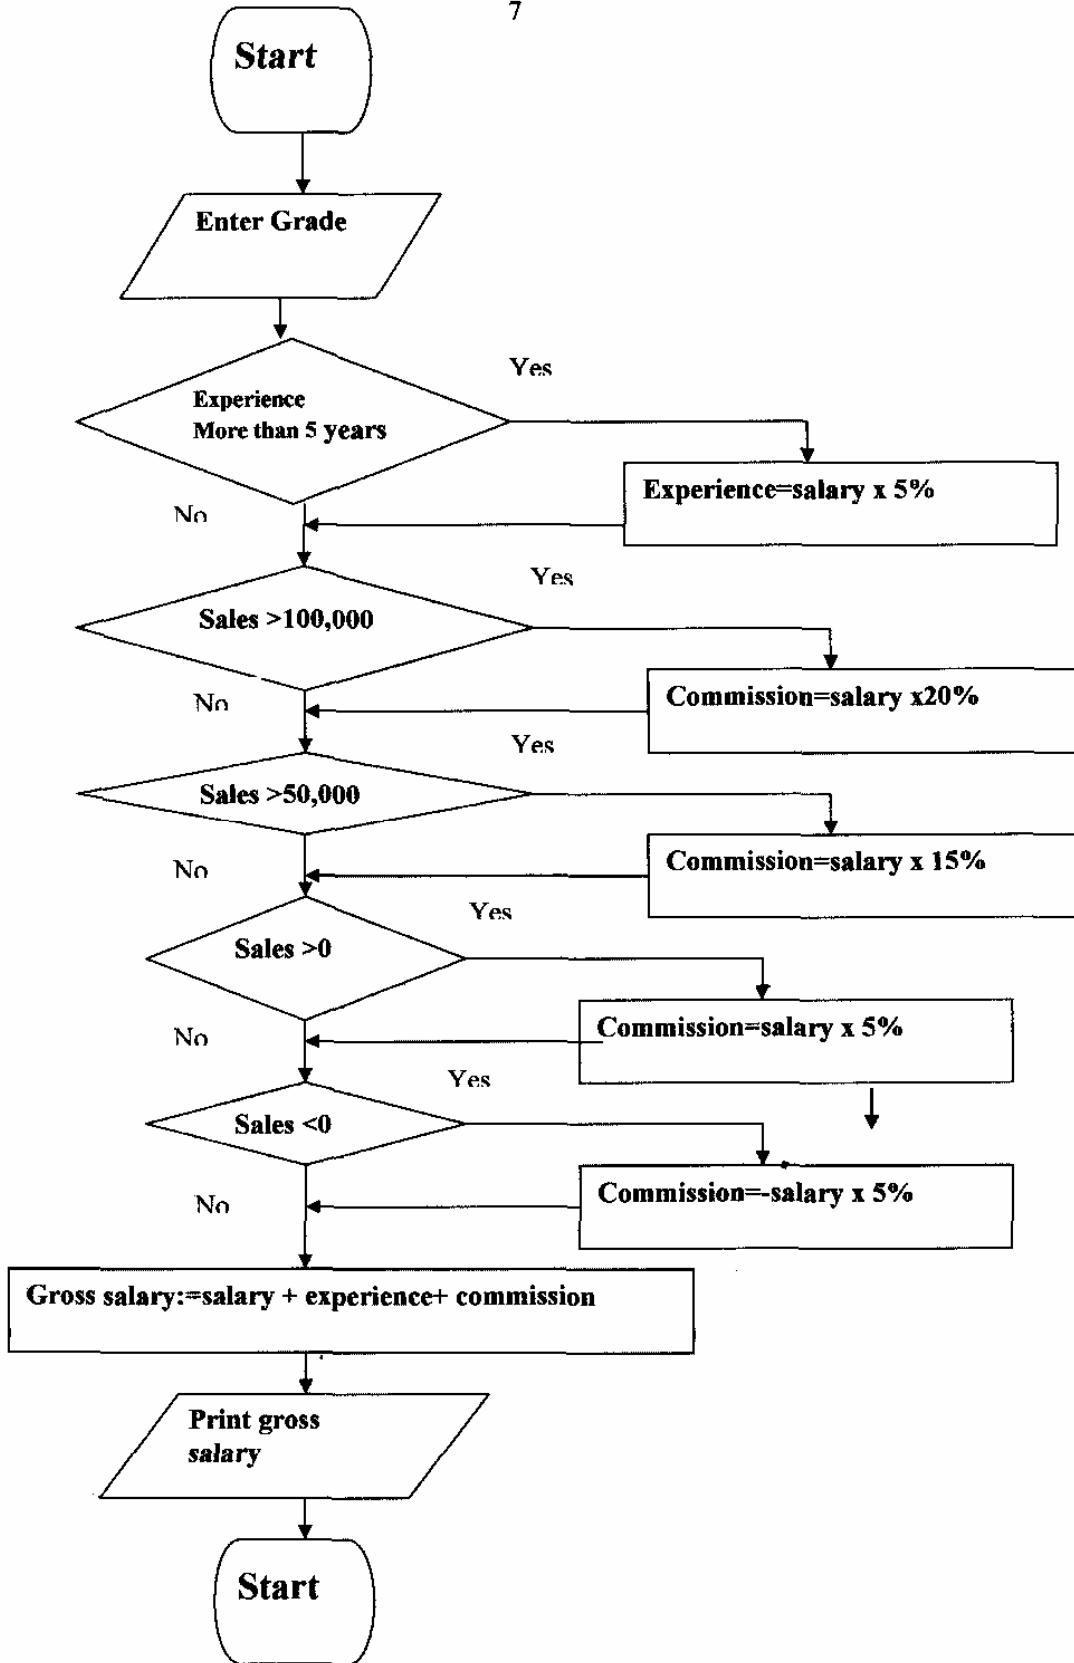 7
Start
Enter Grade
Yes
Experience
More than 5 years
Experience=salary x 5%
No
Yes
Sales >100,000
Commission=salary x20%
No
Yes
Sales >50,000
Commission=salary x 15%
No
Yes
Sales >0
Commission=salary x 5%
No
Yes
Sales <0
Commission=-salary x 5%
No
Gross salary:=salary + experience+ commission
Print gross
salary
Start